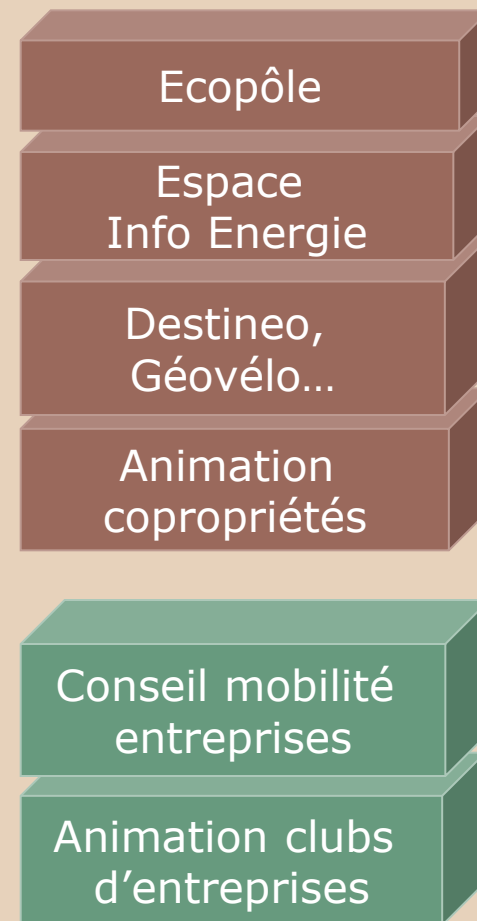 Ecopôle
Espace
Info Energie
Destineo,
Géovélo…
Animation
copropriétés
Conseil mobilité
entreprises
Animation clubs
d’entreprises